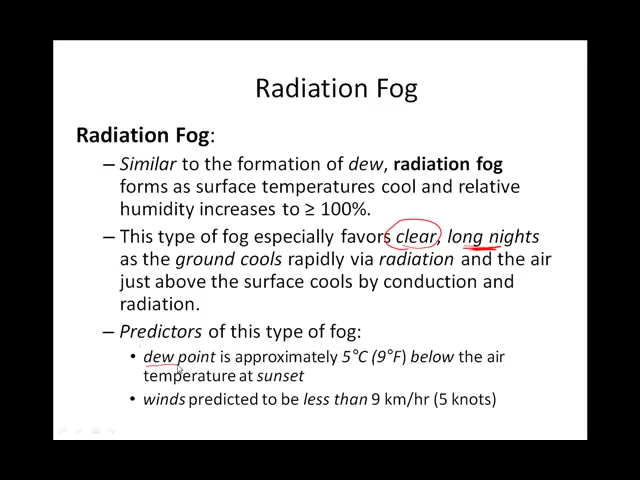 Radiation Fog
Radiation Fog:
– Similar to the formation of dew, radiation fog
forms as surface temperatures cool and relative
humidity increases to ≥ 100%.
– This type of fog especially favors clear, long nights
as the ground cools rapidly via radiation and the air
just above the surface cools by conduction and
radiation.
– Predictors of this type of fog:
• dew point is approximately 5°C (9°F) below the air
temperature at sunset
• winds predicted to be less than 9 km/hr (5 knots)